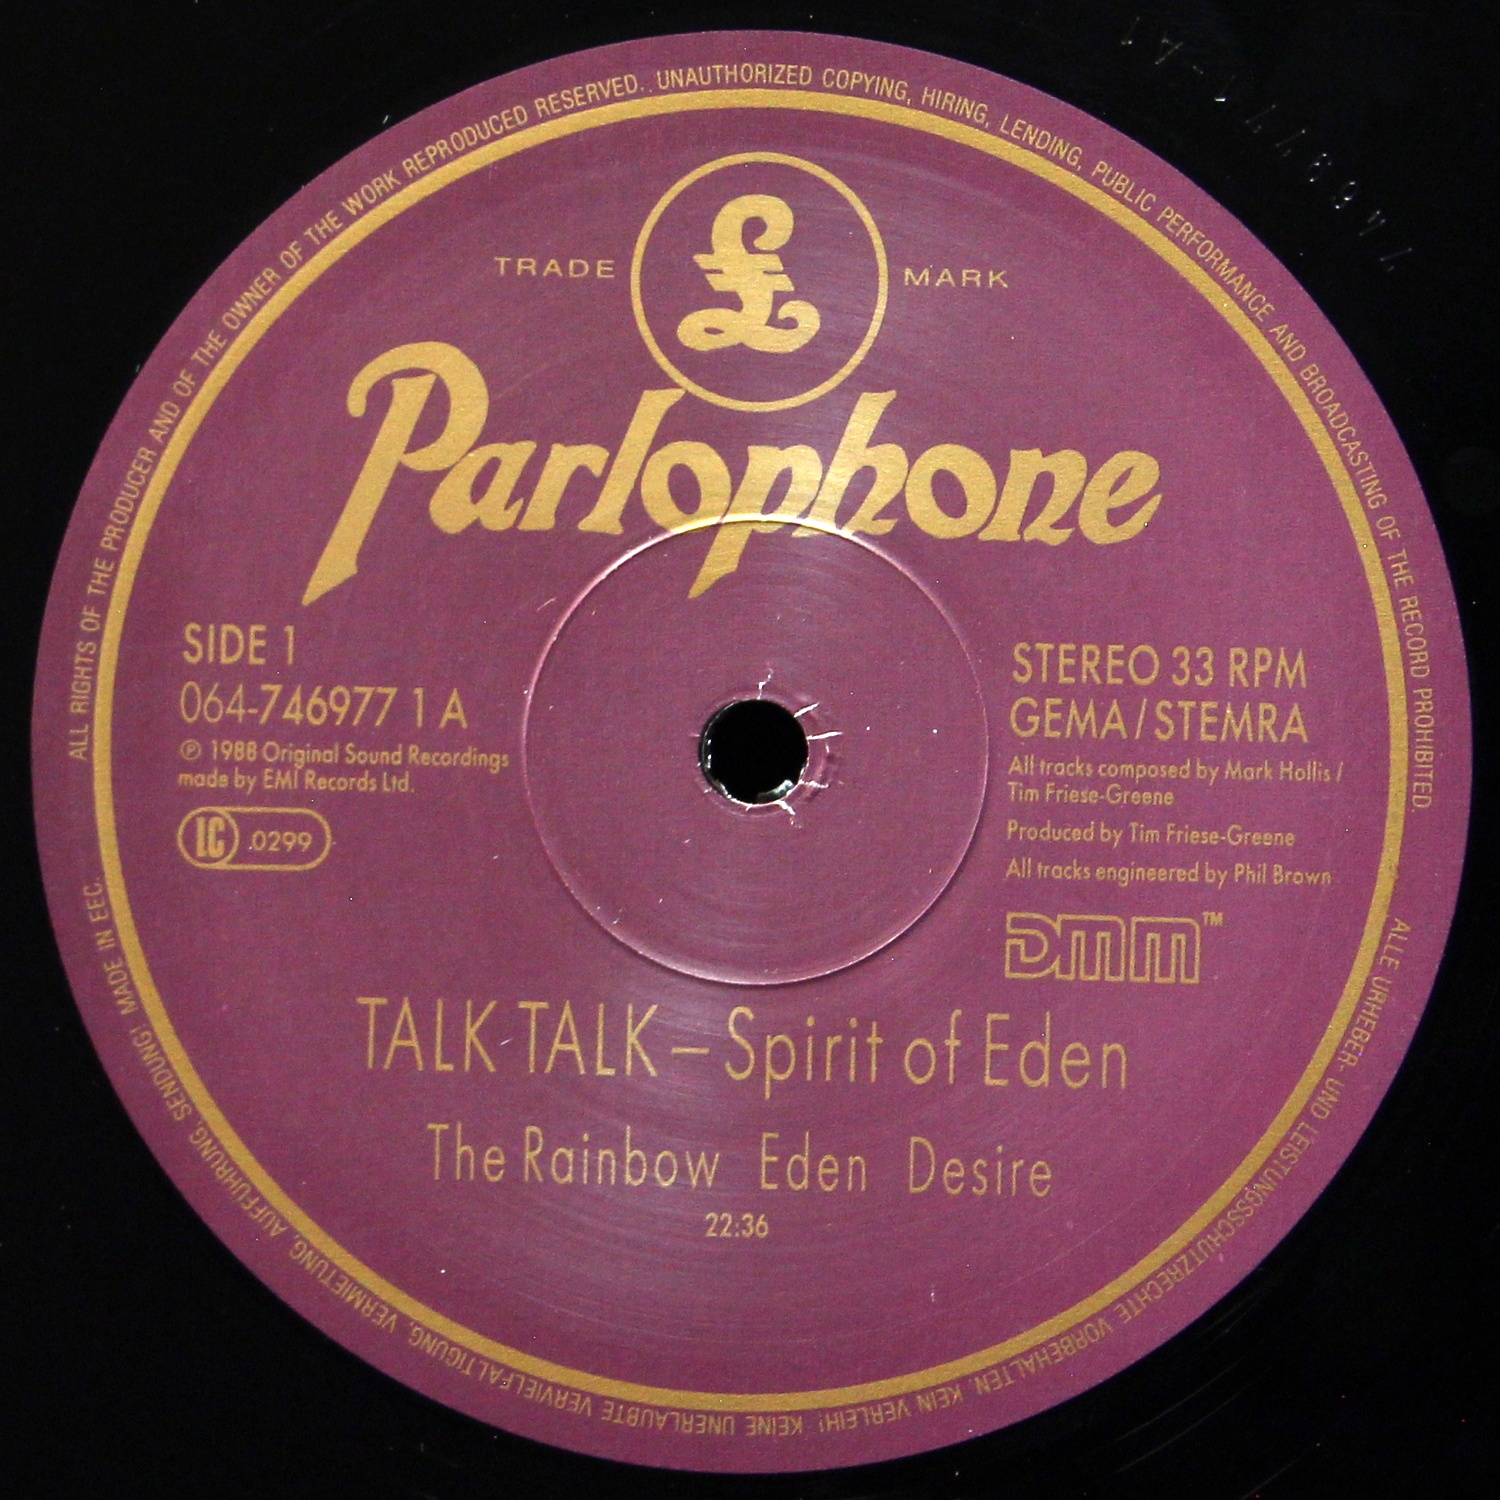 ALL RIGHTS OF THE PRODUCER AND OF THE OWNER OF THE WORK REPRODUCED RESERVED. UNAUTHORIZED COPYING, HIRING, LENDING, PUBLIC PERFORMANCE AND BROADCASTING OF THE RECORD PROHIBITED.
TRADE £ MARK
Parlophone
SIDE 1
064-746977 1 A
℗ 1988 Original Sound Recordings
made by EMI Records Ltd.
LC 0299
STEREO 33 RPM
GEMA/STEMRA
All tracks composed by Mark Hollis /
Tim Friese-Greene
Produced by Tim Friese-Greene
All tracks engineered by Phil Brown
DMM™
TALK TALK – Spirit of Eden
The Rainbow Eden Desire
22:36
ALLE URHEBER- UND LEISTUNGSSCHUTZRECHTE VORBEHALTEN. KEIN VERLEIH! KEINE UNERLAUBTE VERVIELFÄLTIGUNG, VERMIETUNG, AUFFÜHRUNG, SENDUNG! MADE IN EEC.